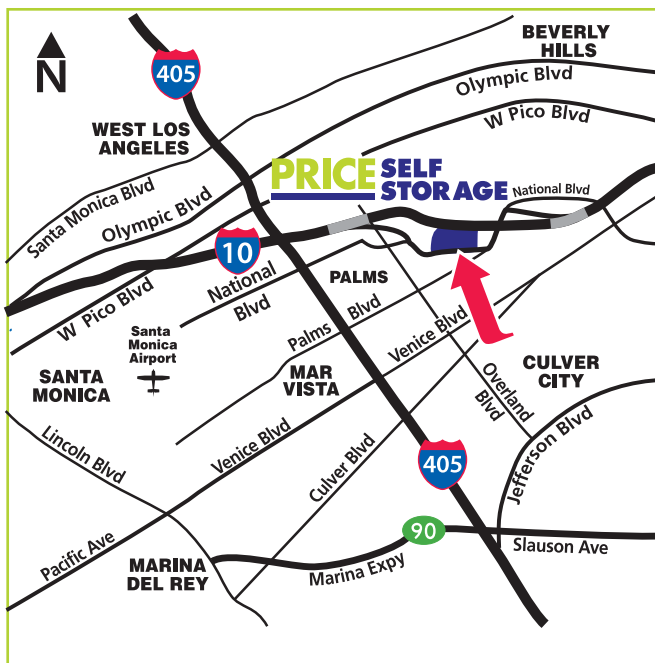 BEVERLY
HILLS
N
405
Olympic Blvd
W Pico Blvd
WEST LOS
ANGELES
PRICE SELF
STORAGE
National Blvd
Santa Monica Blvd
Olympic Blvd
10
W Pico Blvd
National
Blvd
PALMS
Santa
Monica
Airport
Palms Blvd
Venice Blvd
SANTA
MONICA
MAR
VISTA
CULVER
CITY
Overland
Blvd
Lincoln Blvd
Venice Blvd
Culver Blvd
405
Jefferson Blvd
90
Slauson Ave
Pacific Ave
MARINA
DEL REY
Marina Expy